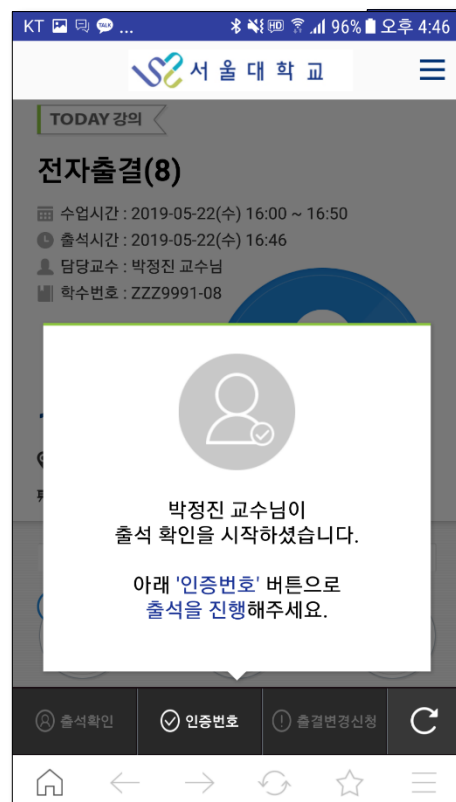 KT ... HD 96% 오후 4:46
서울대학교
TODAY 강의
전자출결(8)
수업시간 : 2019-05-22(수) 16:00 ~ 16:50
출석시간 : 2019-05-22(수) 16:46
담당교수 : 박정진 교수님
학수번호 : ZZZ9991-08
박정진 교수님이
출석 확인을 시작하셨습니다.
아래 '인증번호' 버튼으로
출석을 진행해주세요.
출석확인 인증번호 출결변경신청